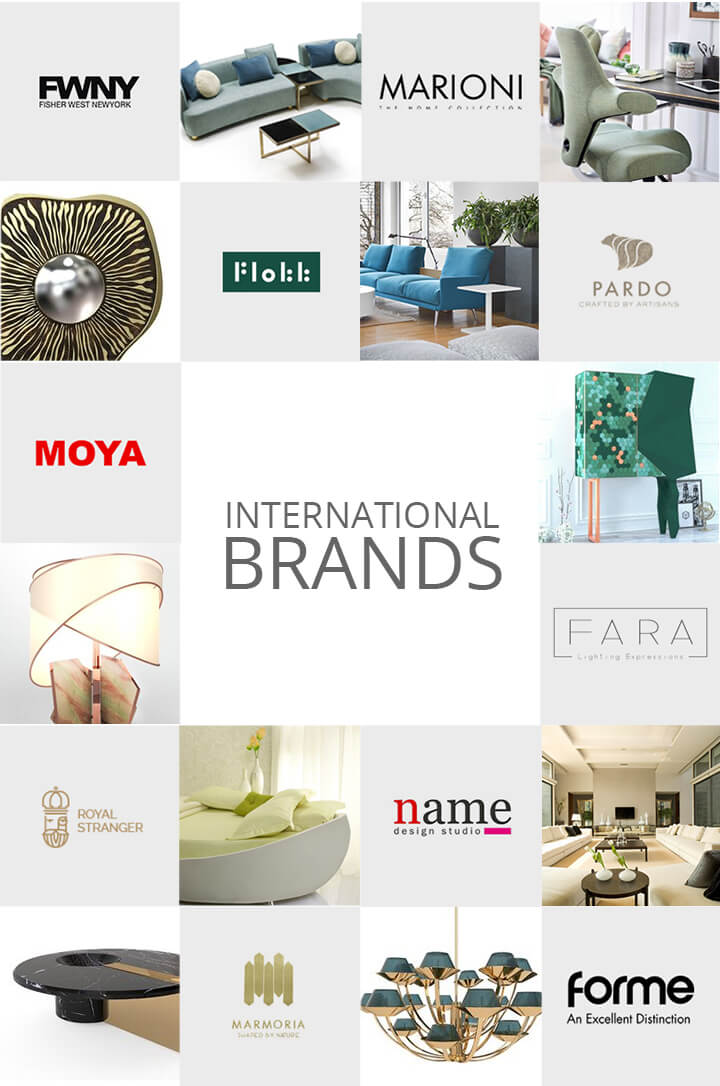 FWNY
FISHER WEST NEWYORK
MARIONI
THE HOME COLLECTION
Flokk
PARDO
CRAFTED BY ARTISANS
MOYA
INTERNATIONAL
BRANDS
FARA
Lighting Expressions
ROYAL
STRANGER
name
design studio
MARMORIA
SHAPED BY NATURE
forme
An Excellent Distinction